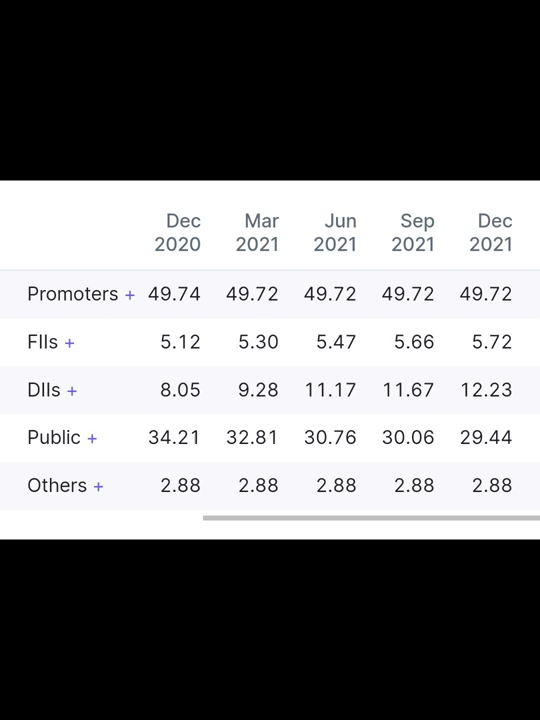 Dec Mar Jun Sep Dec
2020 2021 2021 2021 2021
Promoters + 49.74 49.72 49.72 49.72 49.72
FIIs + 5.12 5.30 5.47 5.66 5.72
DIIs + 8.05 9.28 11.17 11.67 12.23
Public + 34.21 32.81 30.76 30.06 29.44
Others + 2.88 2.88 2.88 2.88 2.88